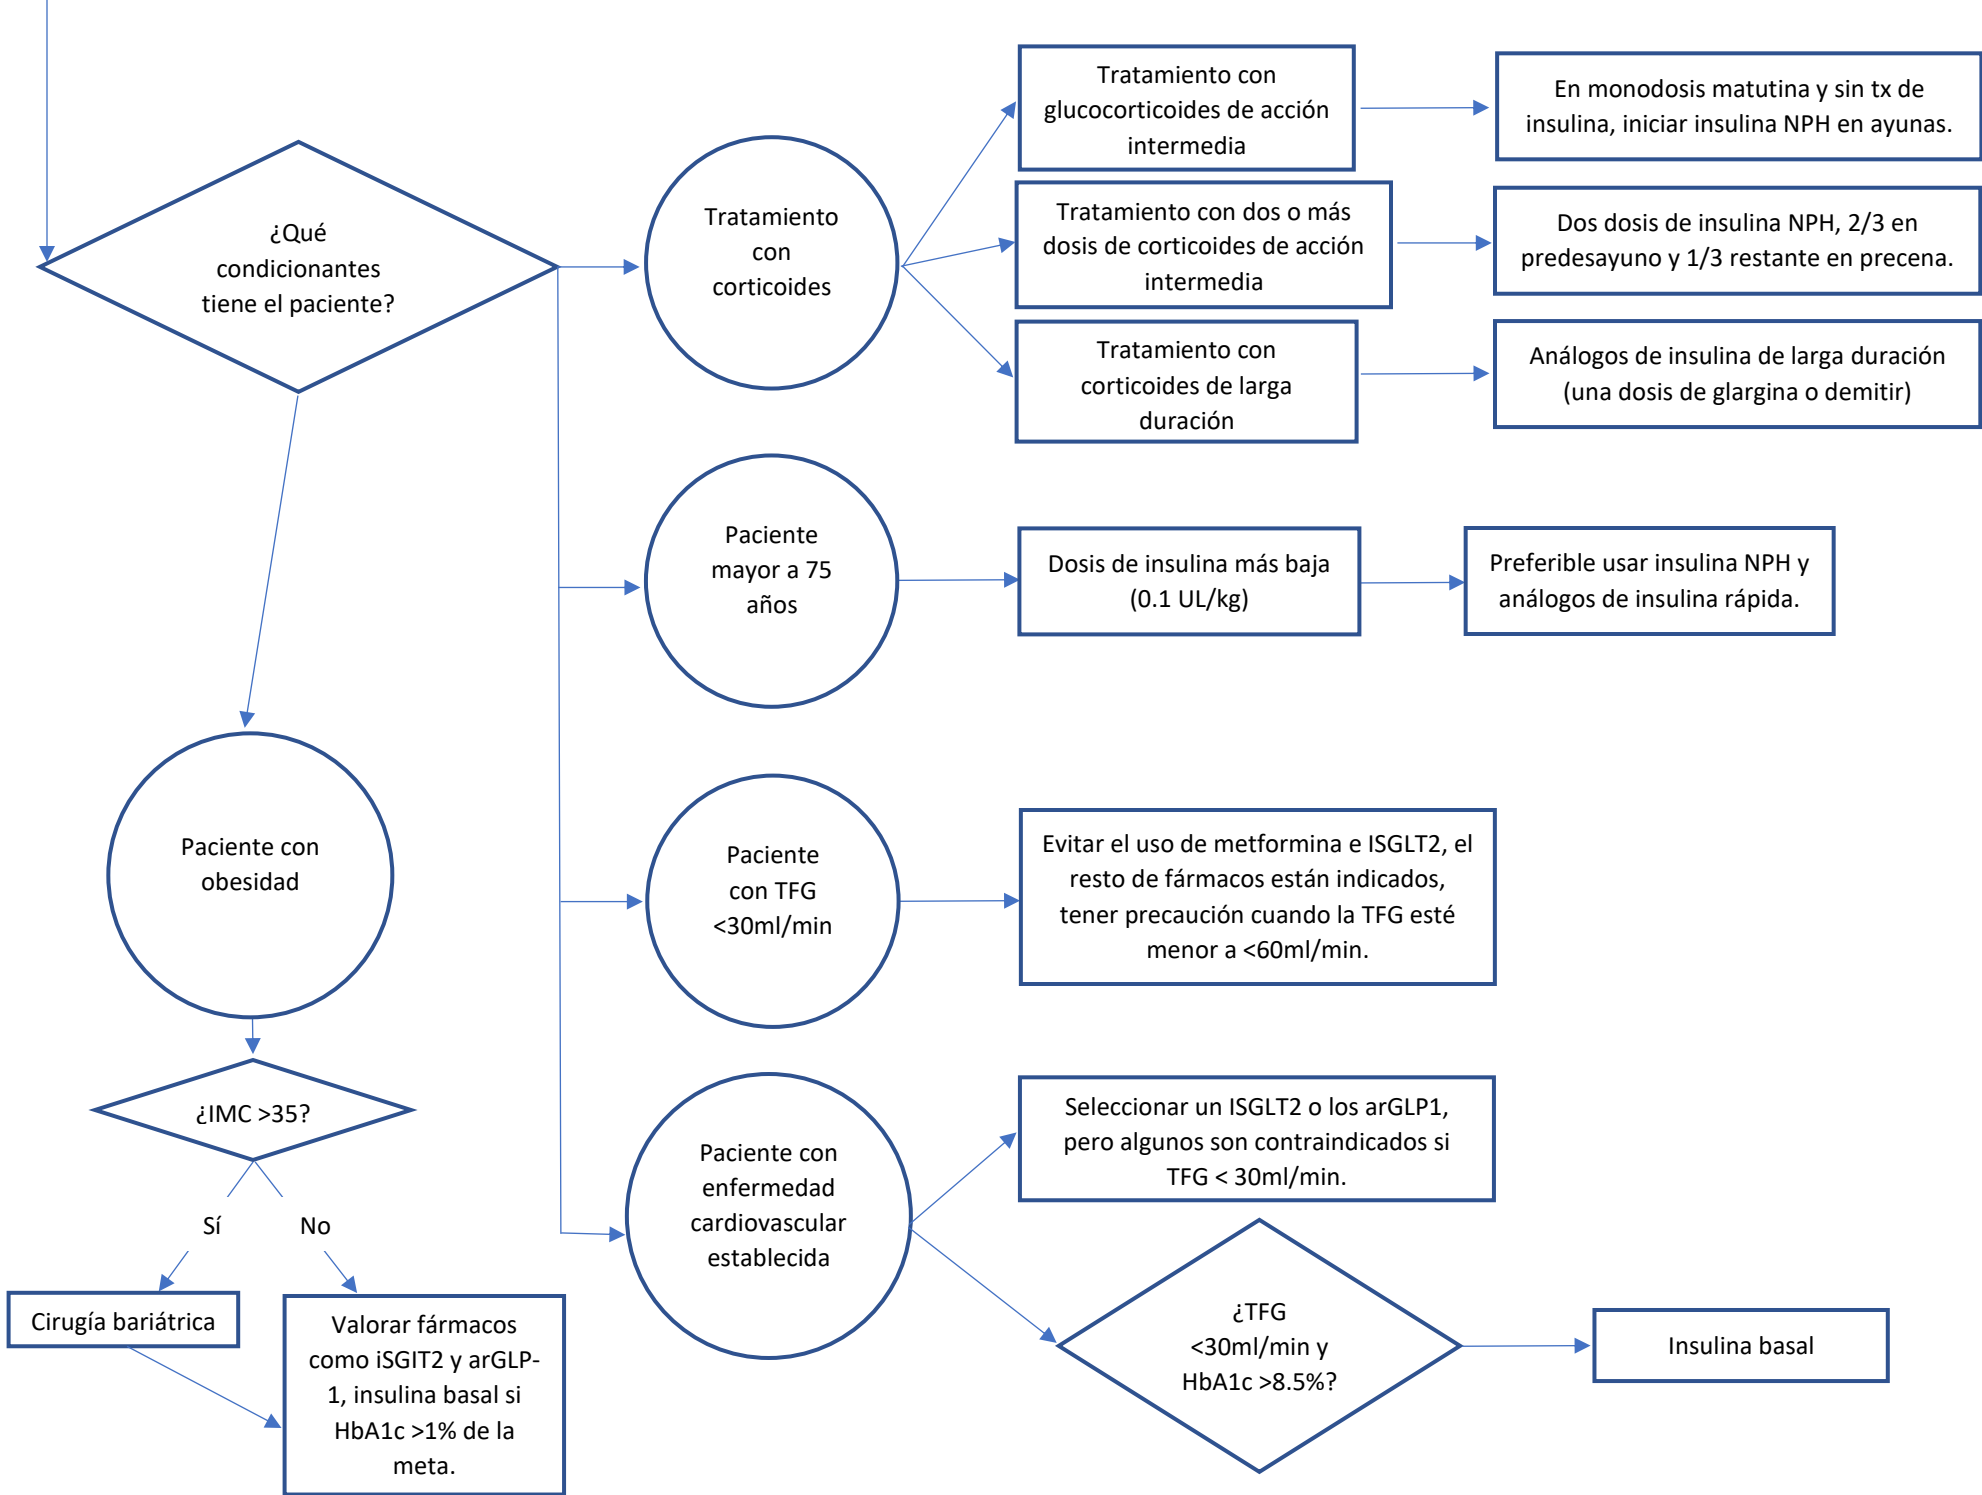 ¿Qué
condicionantes
tiene el paciente?
Tratamiento
con
corticoides
Tratamiento con
glucocorticoides de acción
intermedia
En monodosis matutina y sin tx de
insulina, iniciar insulina NPH en ayunas.
Tratamiento con dos o más
dosis de corticoides de acción
intermedia
Dos dosis de insulina NPH, 2/3 en
predesayuno y 1/3 restante en precena.
Tratamiento con
corticoides de larga
duración
Análogos de insulina de larga duración
(una dosis de glargina o demitir)
Paciente
mayor a 75
años
Dosis de insulina más baja
(0.1 UL/kg)
Preferible usar insulina NPH y
análogos de insulina rápida.
Paciente
con TFG
<30ml/min
Evitar el uso de metformina e ISGLT2, el
resto de fármacos están indicados,
tener precaución cuando la TFG esté
menor a <60ml/min.
Paciente con
enfermedad
cardiovascular
establecida
Seleccionar un ISGLT2 o los arGLP1,
pero algunos son contraindicados si
TFG < 30ml/min.
¿TFG
<30ml/min y
HbA1c >8.5%?
Insulina basal
Paciente con
obesidad
¿IMC >35?
Sí
No
Cirugía bariátrica
Valorar fármacos
como iSGIT2 y arGLP-
1, insulina basal si
HbA1c >1% de la
meta.